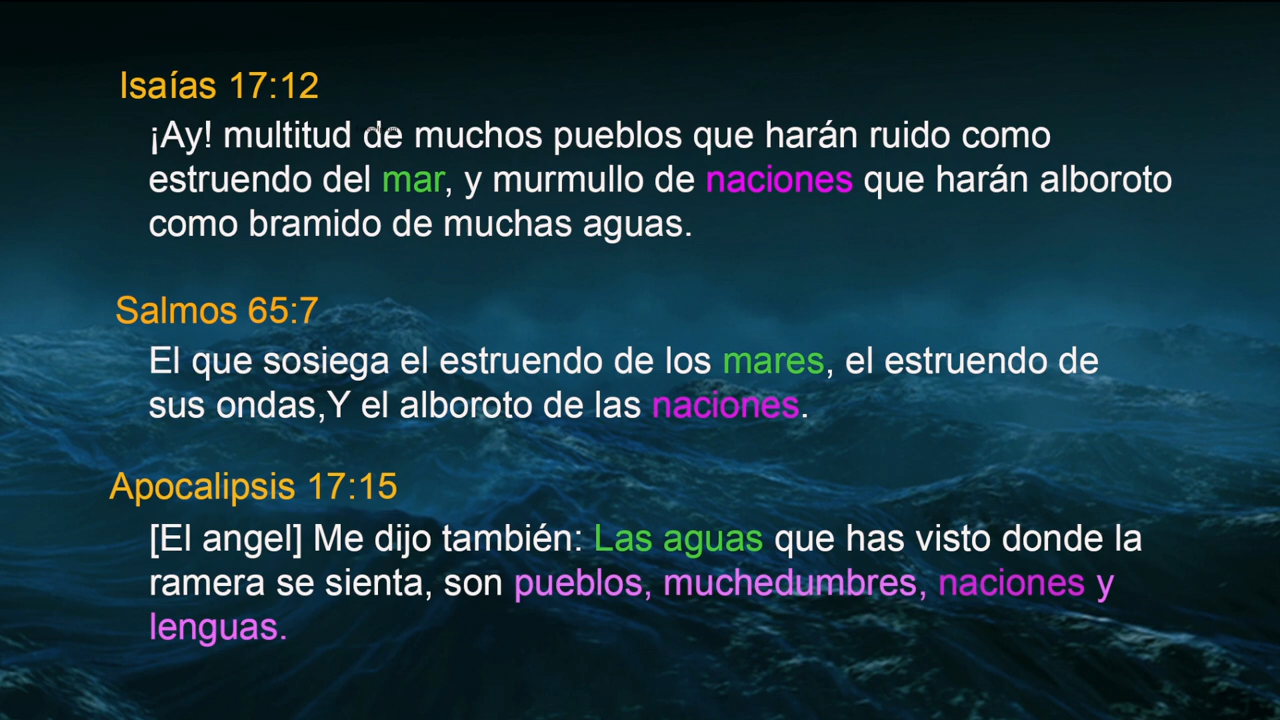 Isaías 17:12
¡Ay! multitud de muchos pueblos que harán ruido como
estruendo del mar, y murmullo de naciones que harán alboroto
como bramido de muchas aguas.
Salmos 65:7
El que sosiega el estruendo de los mares, el estruendo de
sus ondas,Y el alboroto de las naciones.
Apocalipsis 17:15
[El angel] Me dijo también: Las aguas que has visto donde la
ramera se sienta, son pueblos, muchedumbres, naciones y
lenguas.